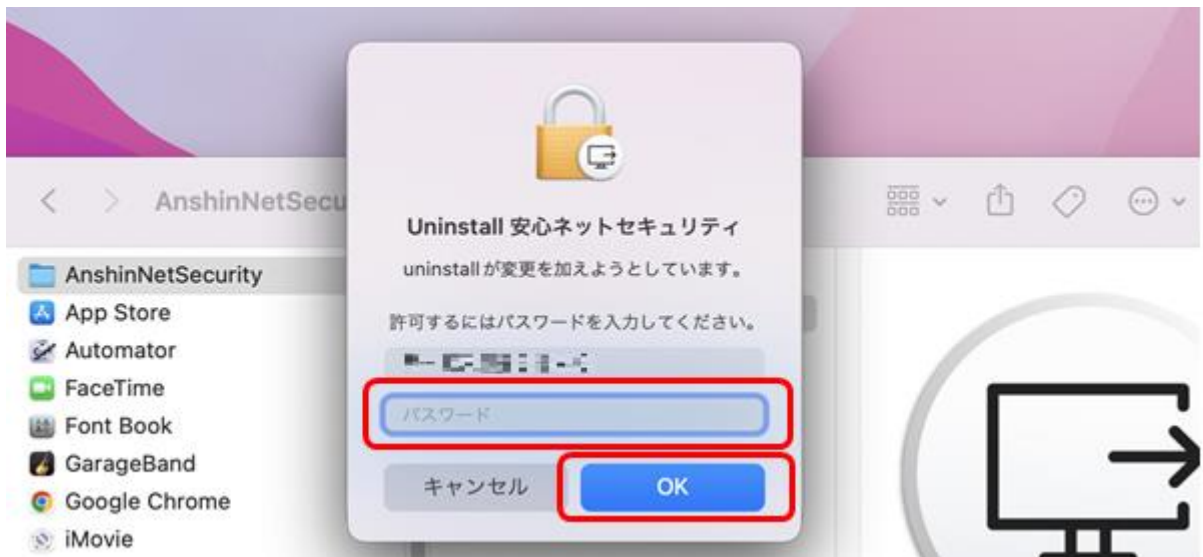 AnshinNetSecu
AnshinNetSecurity
App Store
Automator
FaceTime
Font Book
GarageBand
Google Chrome
iMovie
Uninstall 安心ネットセキュリティ
uninstallが変更を加えようとしています。
許可するにはパスワードを入力してください。
パスワード
キャンセル
OK